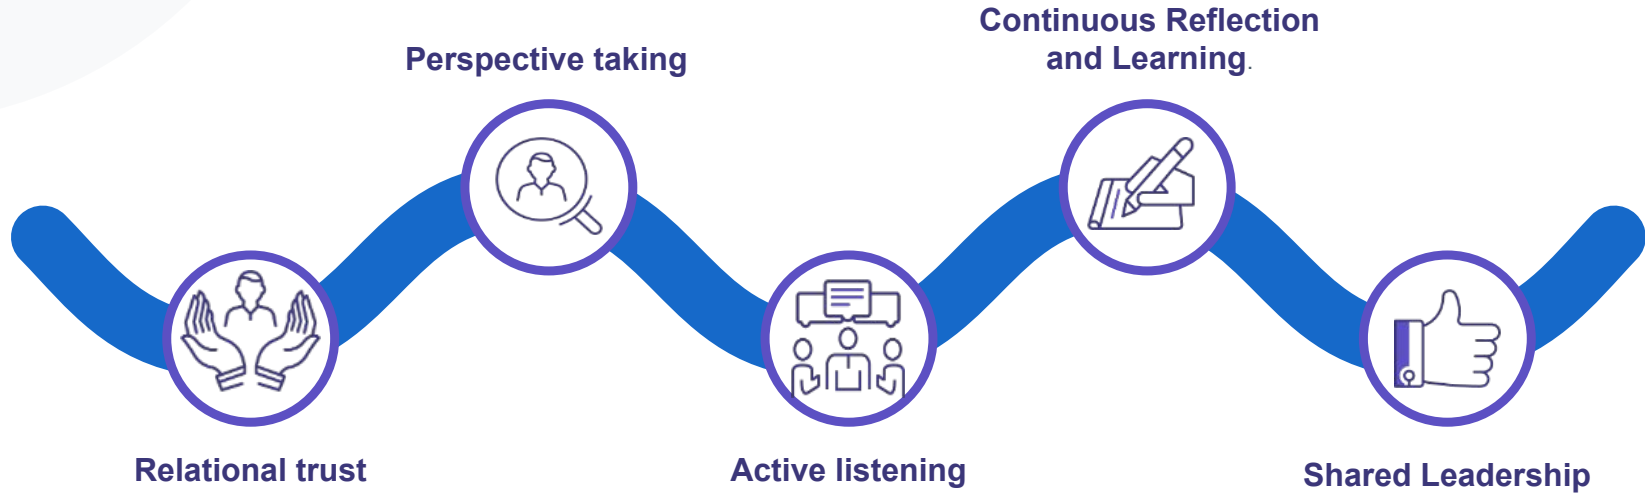 Continuous Reflection
and Learning.
Perspective taking
Relational trust
Active listening
Shared Leadership